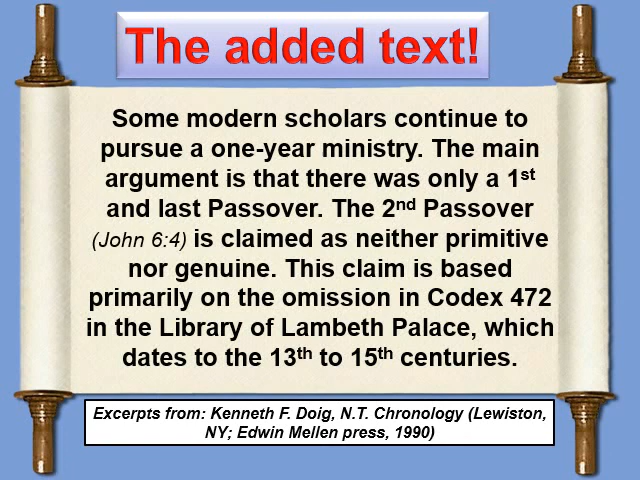 The added text!
Some modern scholars continue to
pursue a one-year ministry. The main
argument is that there was only a 1st
and last Passover. The 2nd Passover
(John 6:4) is claimed as neither primitive
nor genuine. This claim is based
primarily on the omission in Codex 472
in the Library of Lambeth Palace, which
dates to the 13th to 15th centuries.
Excerpts from: Kenneth F. Doig, N.T. Chronology (Lewiston,
NY; Edwin Mellen press, 1990)